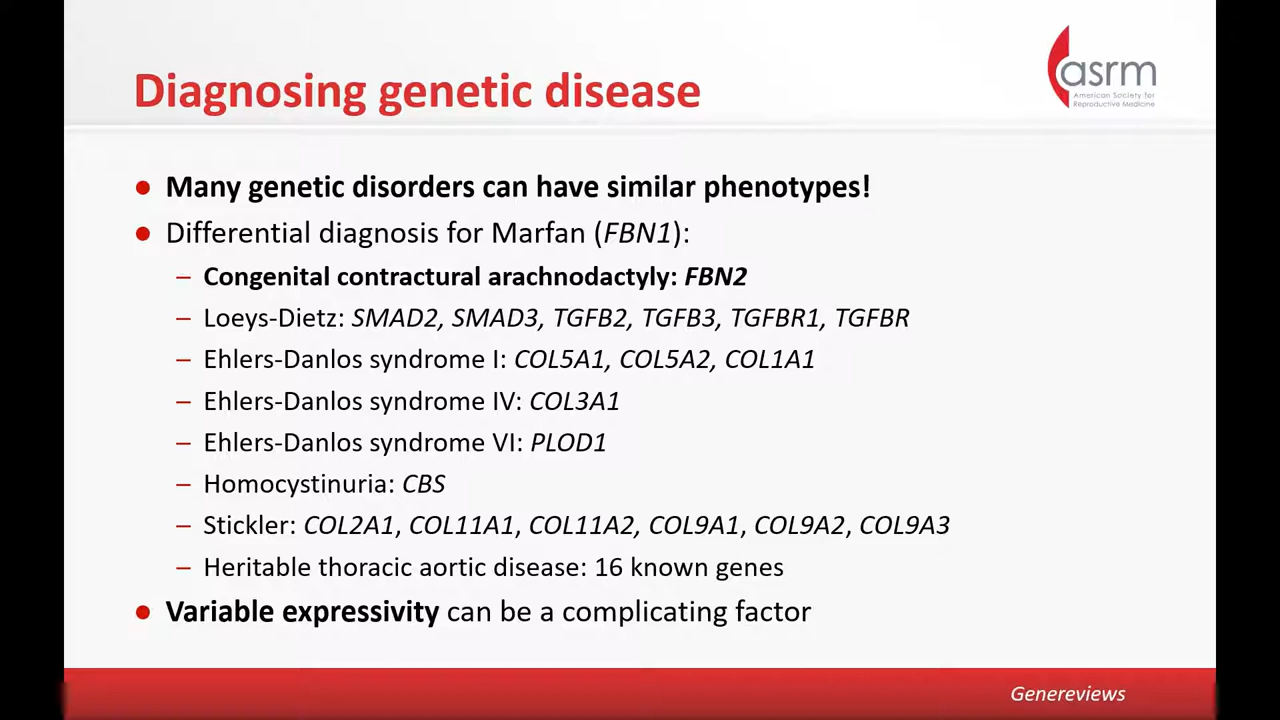 Diagnosing genetic disease
asrm
American Society for
Reproductive Medicine
● Many genetic disorders can have similar phenotypes!
● Differential diagnosis for Marfan (FBN1):
– Congenital contractural arachnodactyly: FBN2
– Loeys-Dietz: SMAD2, SMAD3, TGFB2, TGFB3, TGFBR1, TGFBR
– Ehlers-Danlos syndrome I: COL5A1, COL5A2, COL1A1
– Ehlers-Danlos syndrome IV: COL3A1
– Ehlers-Danlos syndrome VI: PLOD1
– Homocystinuria: CBS
– Stickler: COL2A1, COL11A1, COL11A2, COL9A1, COL9A2, COL9A3
– Heritable thoracic aortic disease: 16 known genes
● Variable expressivity can be a complicating factor
Genereviews